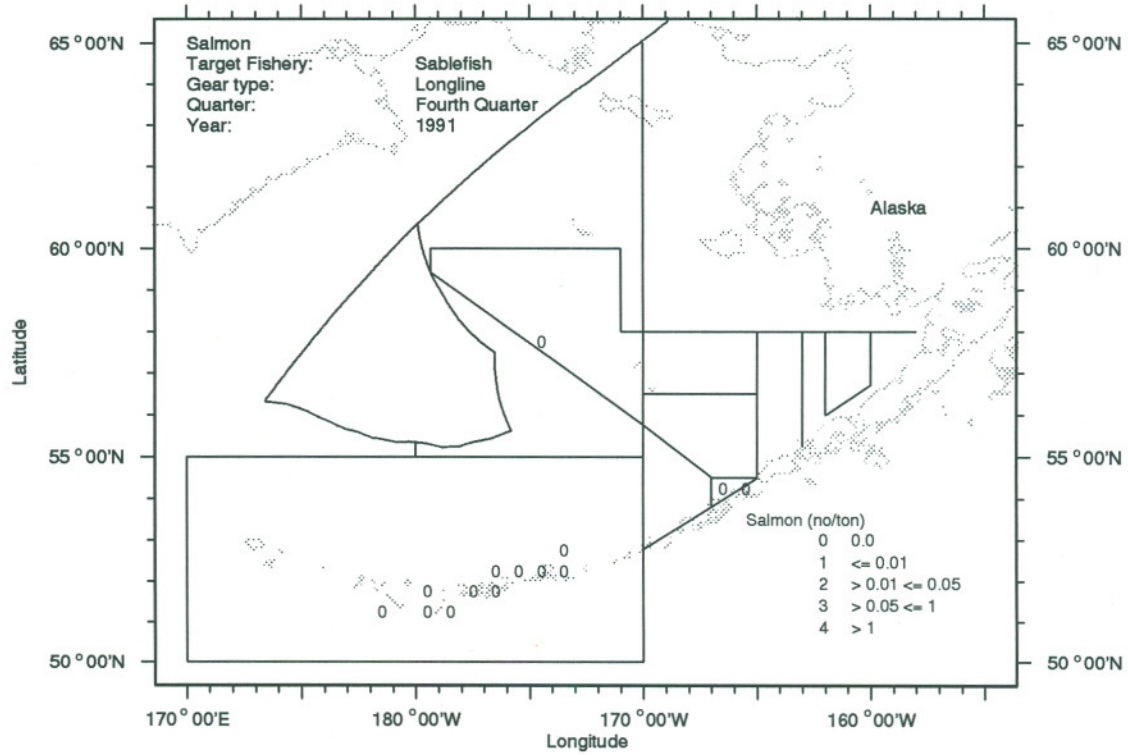 65°00'N
65°00'N
Salmon
Target Fishery: Sablefish
Gear type: Longline
Quarter: Fourth Quarter
Year: 1991
Alaska
60°00'N
60°00'N
Latitude
0
55°00'N
55°00'N
0 0
Salmon (no/ton)
0 0.0
1 <= 0.01
2 > 0.01 <= 0.05
3 > 0.05 <= 1
4 > 1
0
0 0 0 0
0 0 0
0 0 0
50°00'N
50°00'N
170°00'E
180°00'W
170°00'W
160°00'W
Longitude